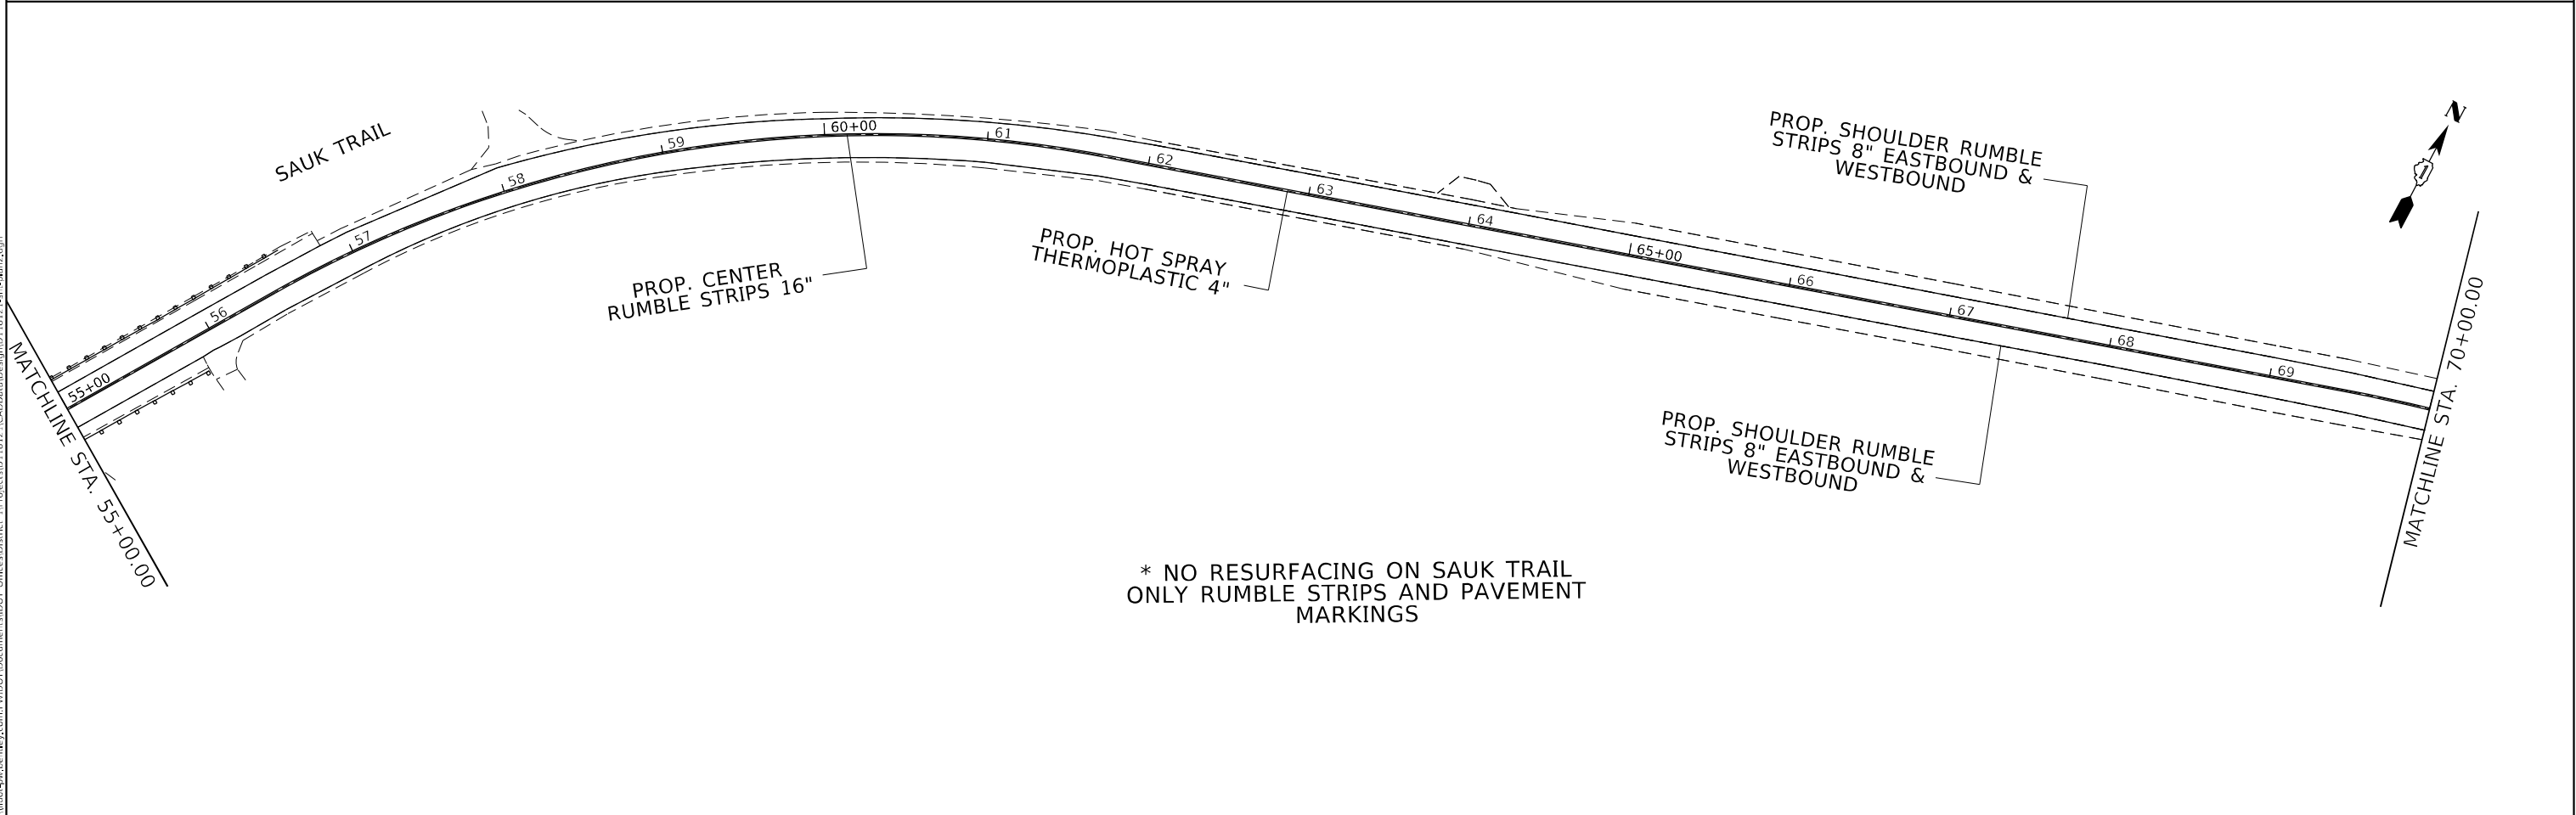 SAUK TRAIL
MATCHLINE STA. 55+00.00
55+00
56
57
58
59
60+00
61
62
63
64
65+00
66
67
68
69
PROP. CENTER
RUMBLE STRIPS 16"
PROP. HOT SPRAY
THERMOPLASTIC 4"
PROP. SHOULDER RUMBLE
STRIPS 8" EASTBOUND &
WESTBOUND
PROP. SHOULDER RUMBLE
STRIPS 8" EASTBOUND &
WESTBOUND
N
MATCHLINE STA. 70+00.00
* NO RESURFACING ON SAUK TRAIL
ONLY RUMBLE STRIPS AND PAVEMENT
MARKINGS